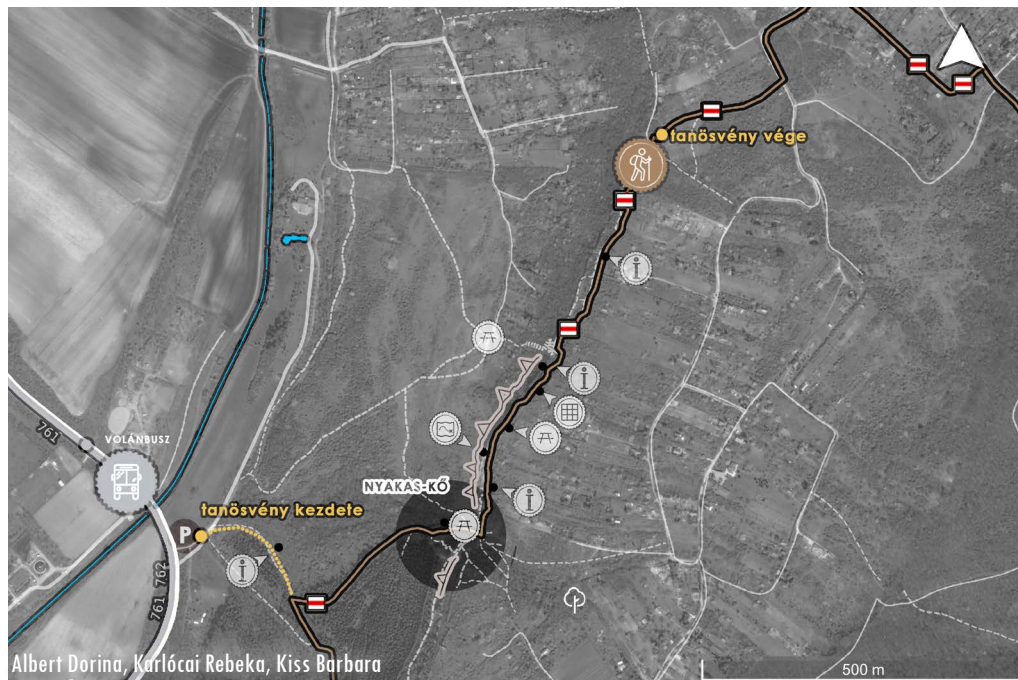 tanösvény vége
761
VOLÁNBUSZ
NYAKAS-KŐ
tanösvény kezdete
P
761 762
500 m
Albert Dorina, Karlócai Rebeka, Kiss Barbara